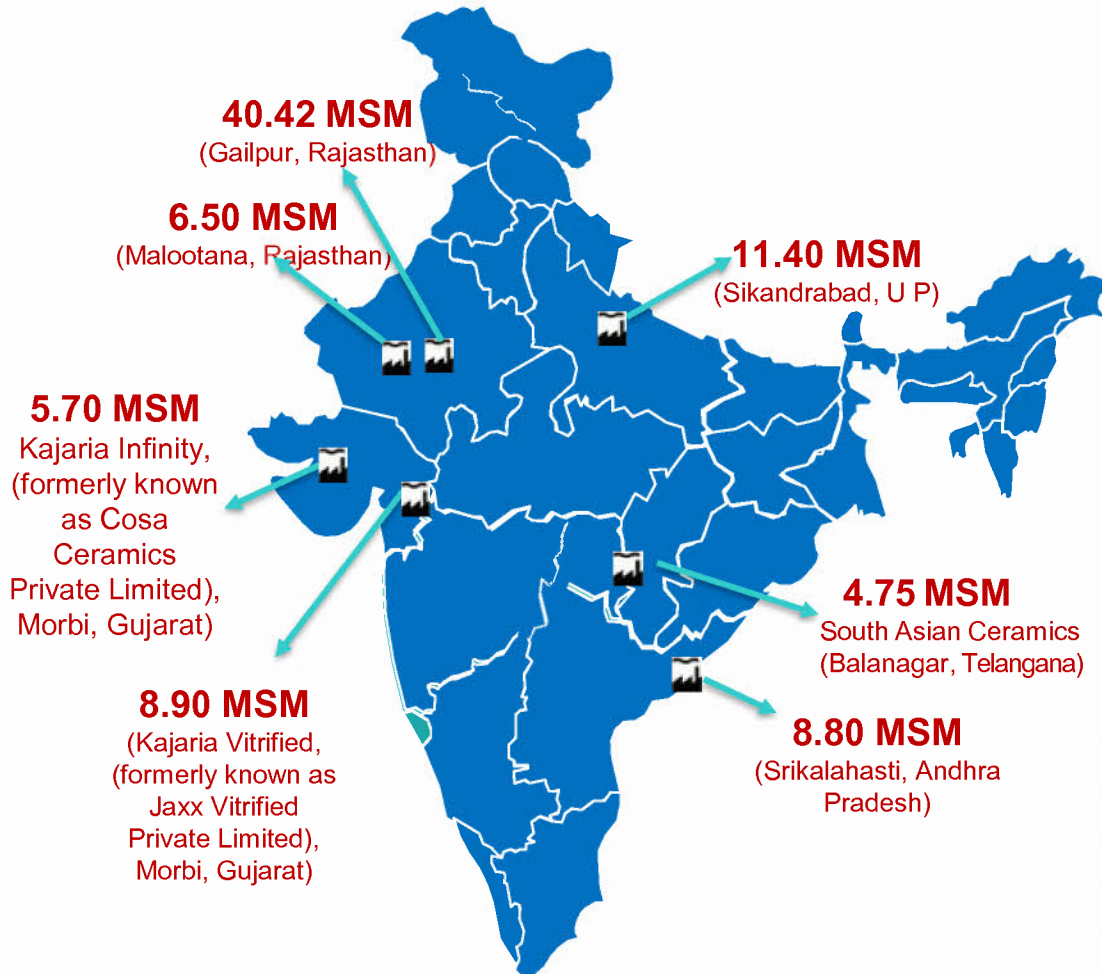 40.42 MSM
(Gailpur, Rajasthan)
6.50 MSM
(Malootana, Rajasthan)
11.40 MSM
(Sikandrabad, U P)
5.70 MSM
Kajaria Infinity,
(formerly known
as Cosa
Ceramics
Private Limited),
Morbi, Gujarat)
4.75 MSM
South Asian Ceramics
(Balanagar, Telangana)
8.90 MSM
(Kajaria Vitrified,
(formerly known as
Jaxx Vitrified
Private Limited),
Morbi, Gujarat)
8.80 MSM
(Srikalahasti, Andhra
Pradesh)